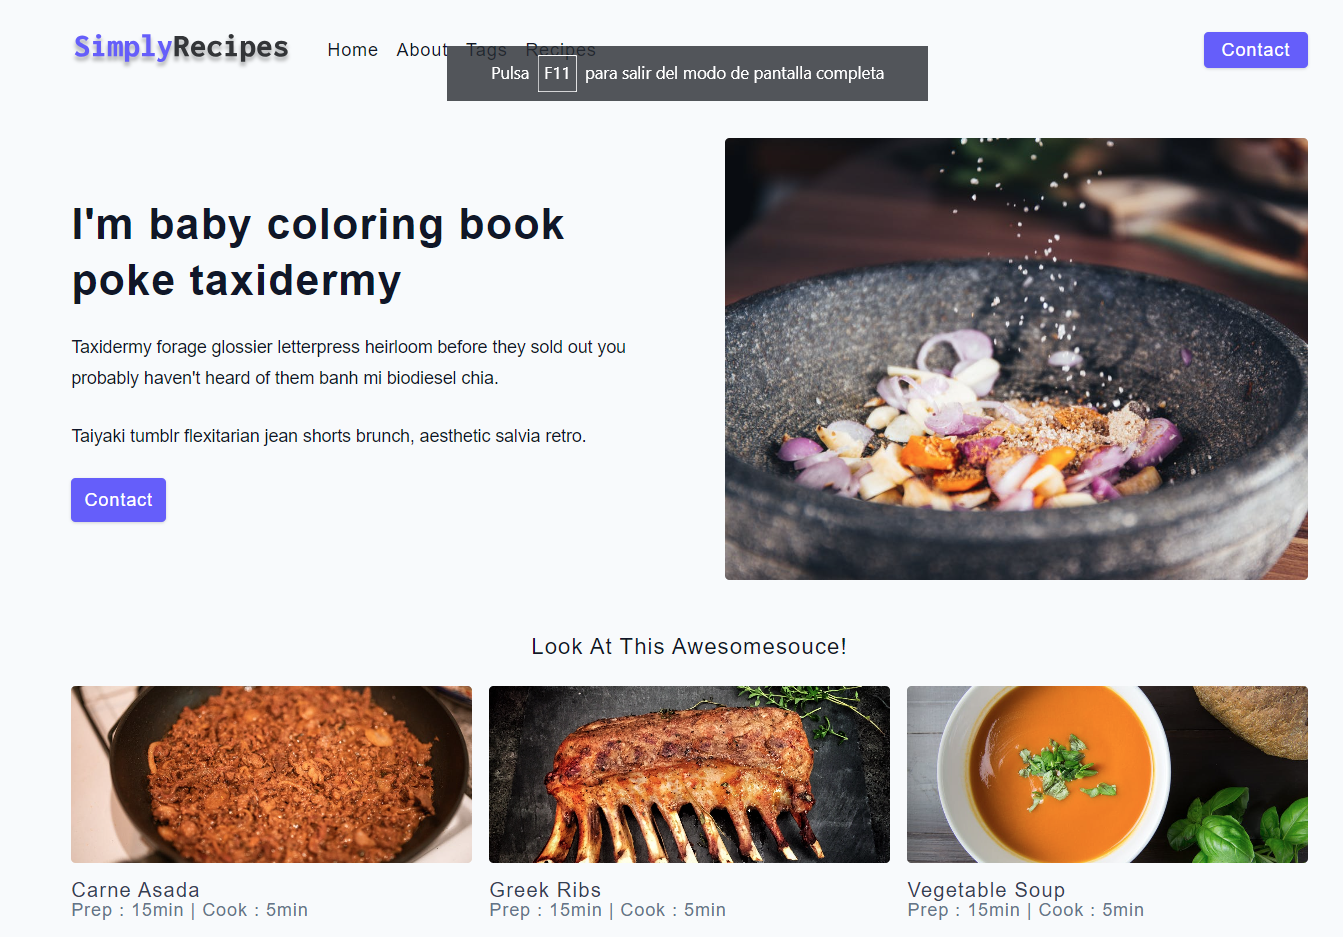 SimplyRecipes
Home About Tags Recipes
Contact
Pulsa F11 para salir del modo de pantalla completa
I'm baby coloring book
poke taxidermy
Taxidermy forage glossier letterpress heirloom before they sold out you
probably haven't heard of them banh mi biodiesel chia.
Taiyaki tumblr flexitarian jean shorts brunch, aesthetic salvia retro.
Contact
Look At This Awesomesouce!
Carne Asada
Prep : 15min | Cook : 5min
Greek Ribs
Prep : 15min | Cook : 5min
Vegetable Soup
Prep : 15min | Cook : 5min